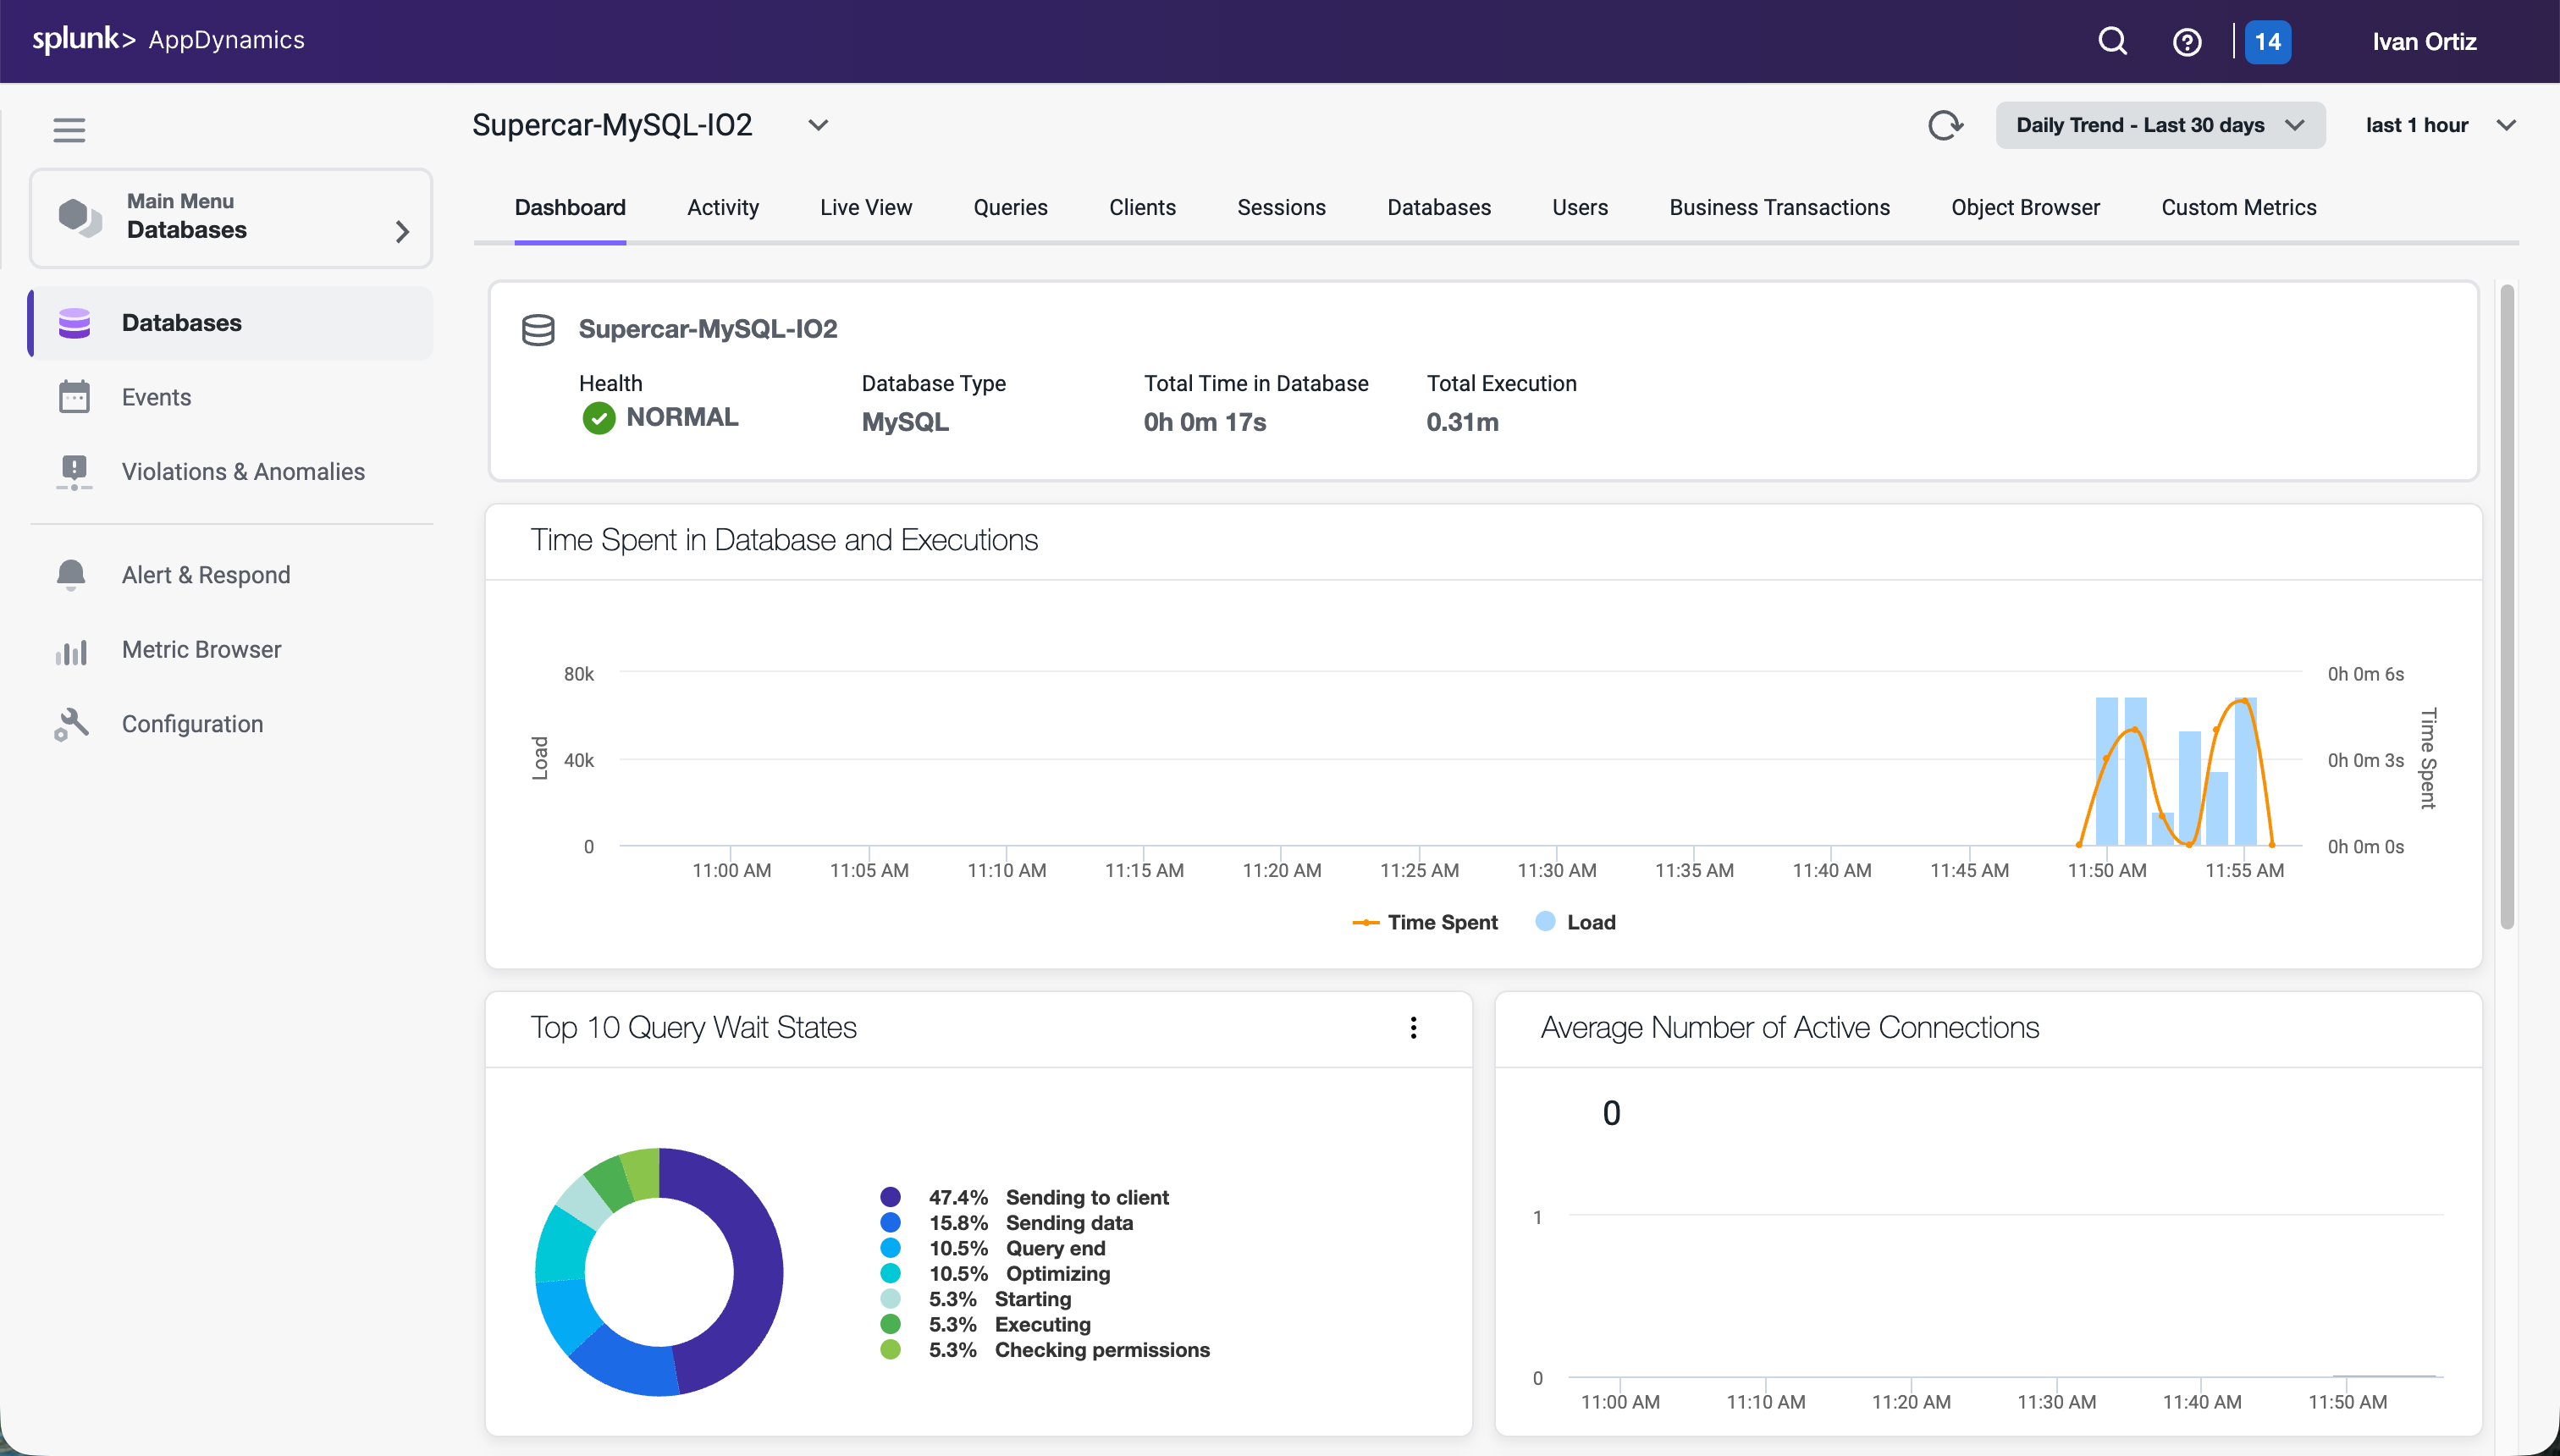 splunk> AppDynamics
14
Ivan Ortiz
Supercar-MySQL-IO2
Daily Trend - Last 30 days
last 1 hour
Main Menu
Databases
Dashboard
Activity
Live View
Queries
Clients
Sessions
Databases
Users
Business Transactions
Object Browser
Custom Metrics
Databases
Events
Violations & Anomalies
Alert & Respond
Metric Browser
Configuration
Supercar-MySQL-IO2
Health
NORMAL
Database Type
MySQL
Total Time in Database
0h 0m 17s
Total Execution
0.31m
Time Spent in Database and Executions
Load
80k
40k
0
0h 0m 6s
0h 0m 3s
0h 0m 0s
Time Spent
11:00 AM
11:05 AM
11:10 AM
11:15 AM
11:20 AM
11:25 AM
11:30 AM
11:35 AM
11:40 AM
11:45 AM
11:50 AM
11:55 AM
Time Spent
Load
Top 10 Query Wait States
47.4% Sending to client
15.8% Sending data
10.5% Query end
10.5% Optimizing
5.3% Starting
5.3% Executing
5.3% Checking permissions
Average Number of Active Connections
0
1
0
11:00 AM
11:10 AM
11:20 AM
11:30 AM
11:40 AM
11:50 AM